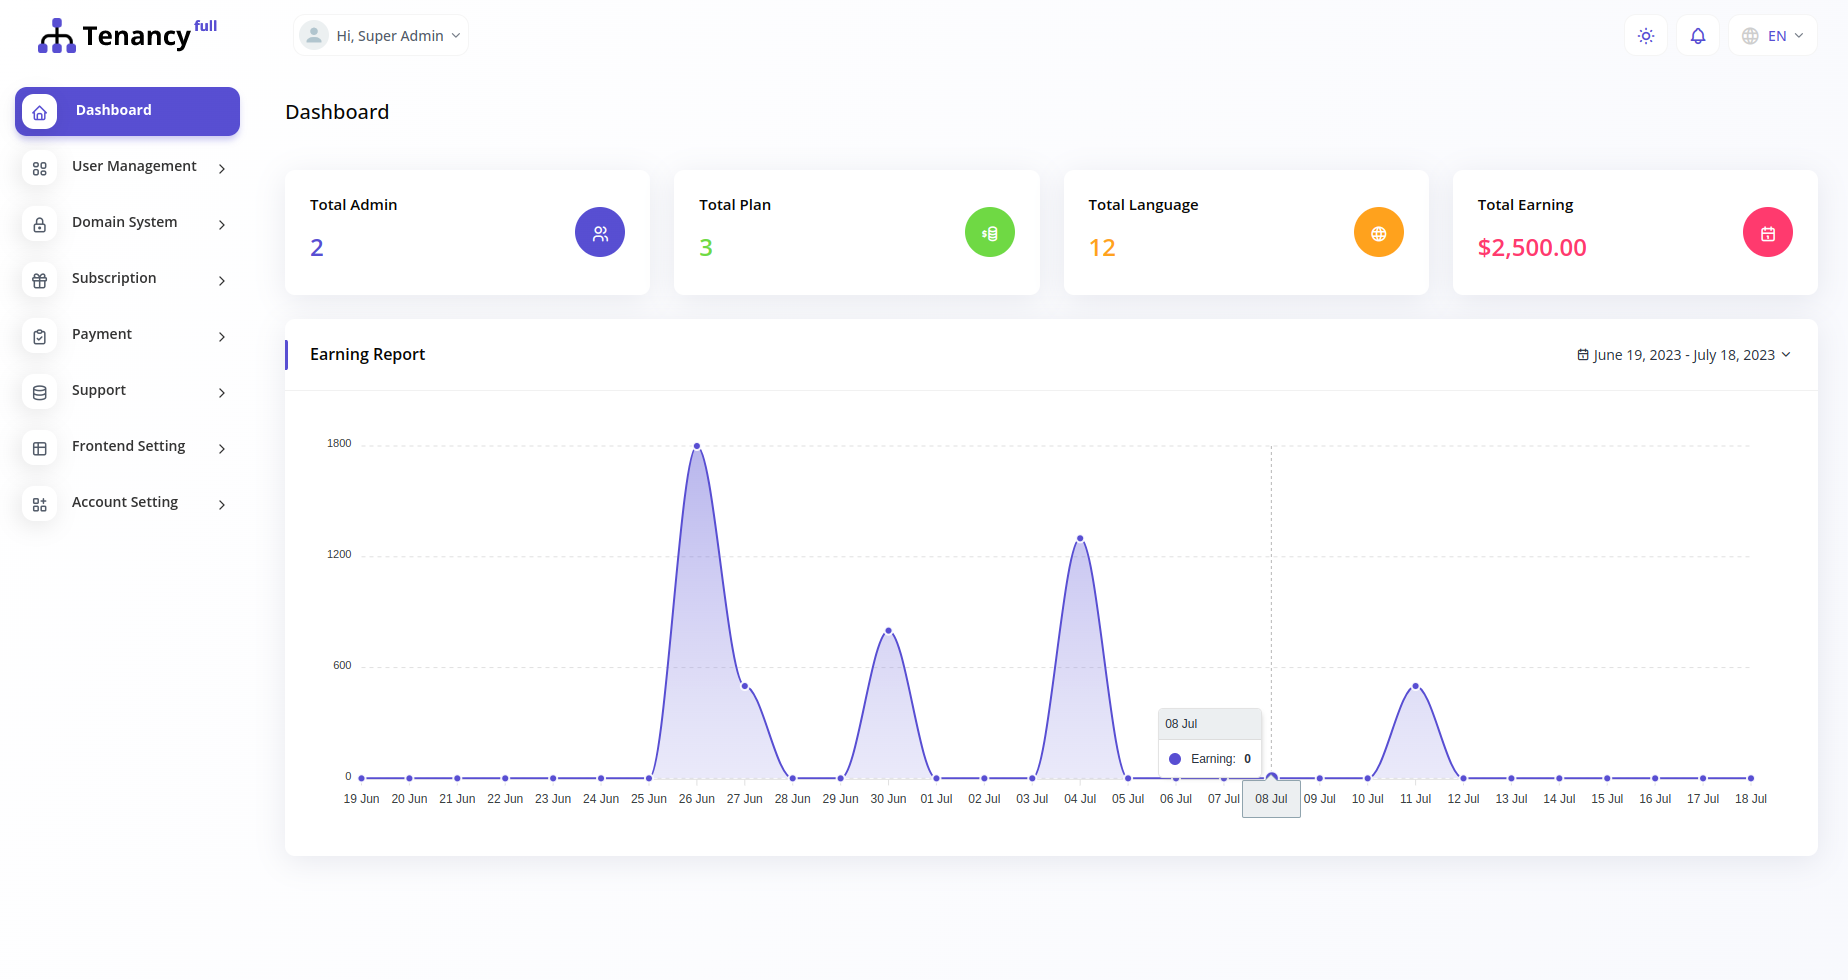 Tenancy full
Hi, Super Admin
EN
Dashboard
User Management
Domain System
Subscription
Payment
Support
Frontend Setting
Account Setting
Dashboard
Total Admin
2
Total Plan
3
Total Language
12
Total Earning
$2,500.00
Earning Report
June 19, 2023 - July 18, 2023
1800
1200
600
0
08 Jul
Earning: 0
19 Jun 20 Jun 21 Jun 22 Jun 23 Jun 24 Jun 25 Jun 26 Jun 27 Jun 28 Jun 29 Jun 30 Jun 01 Jul 02 Jul 03 Jul 04 Jul 05 Jul 06 Jul 07 Jul 08 Jul 09 Jul 10 Jul 11 Jul 12 Jul 13 Jul 14 Jul 15 Jul 16 Jul 17 Jul 18 Jul